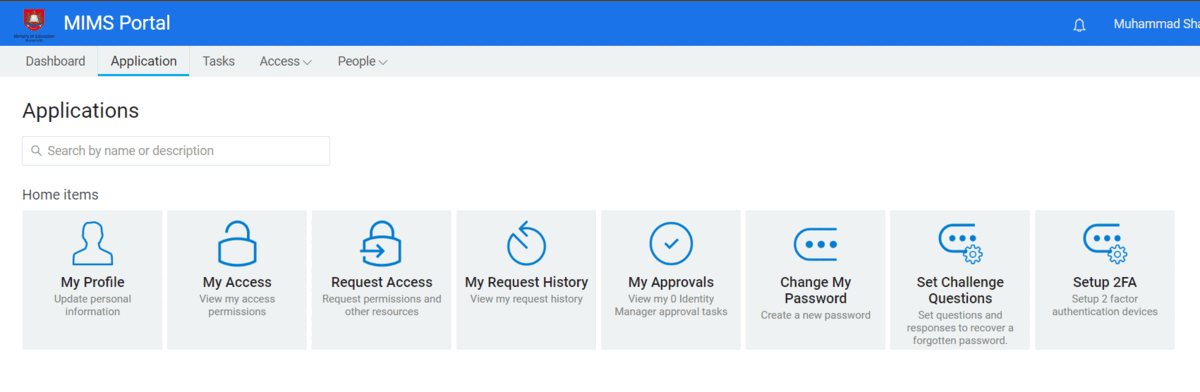 MIMS Portal
Muhammad Sha
Dashboard
Application
Tasks
Access
People
Applications
Search by name or description
Home items
My Profile
Update personal
information
My Access
View my access
permissions
Request Access
Request permissions and
other resources
My Request History
View my request history
My Approvals
View my 0 Identity
Manager approval tasks
Change My
Password
Create a new password
Set Challenge
Questions
Set questions and
responses to recover a
forgotten password.
Setup 2FA
Setup 2 factor
authentication devices